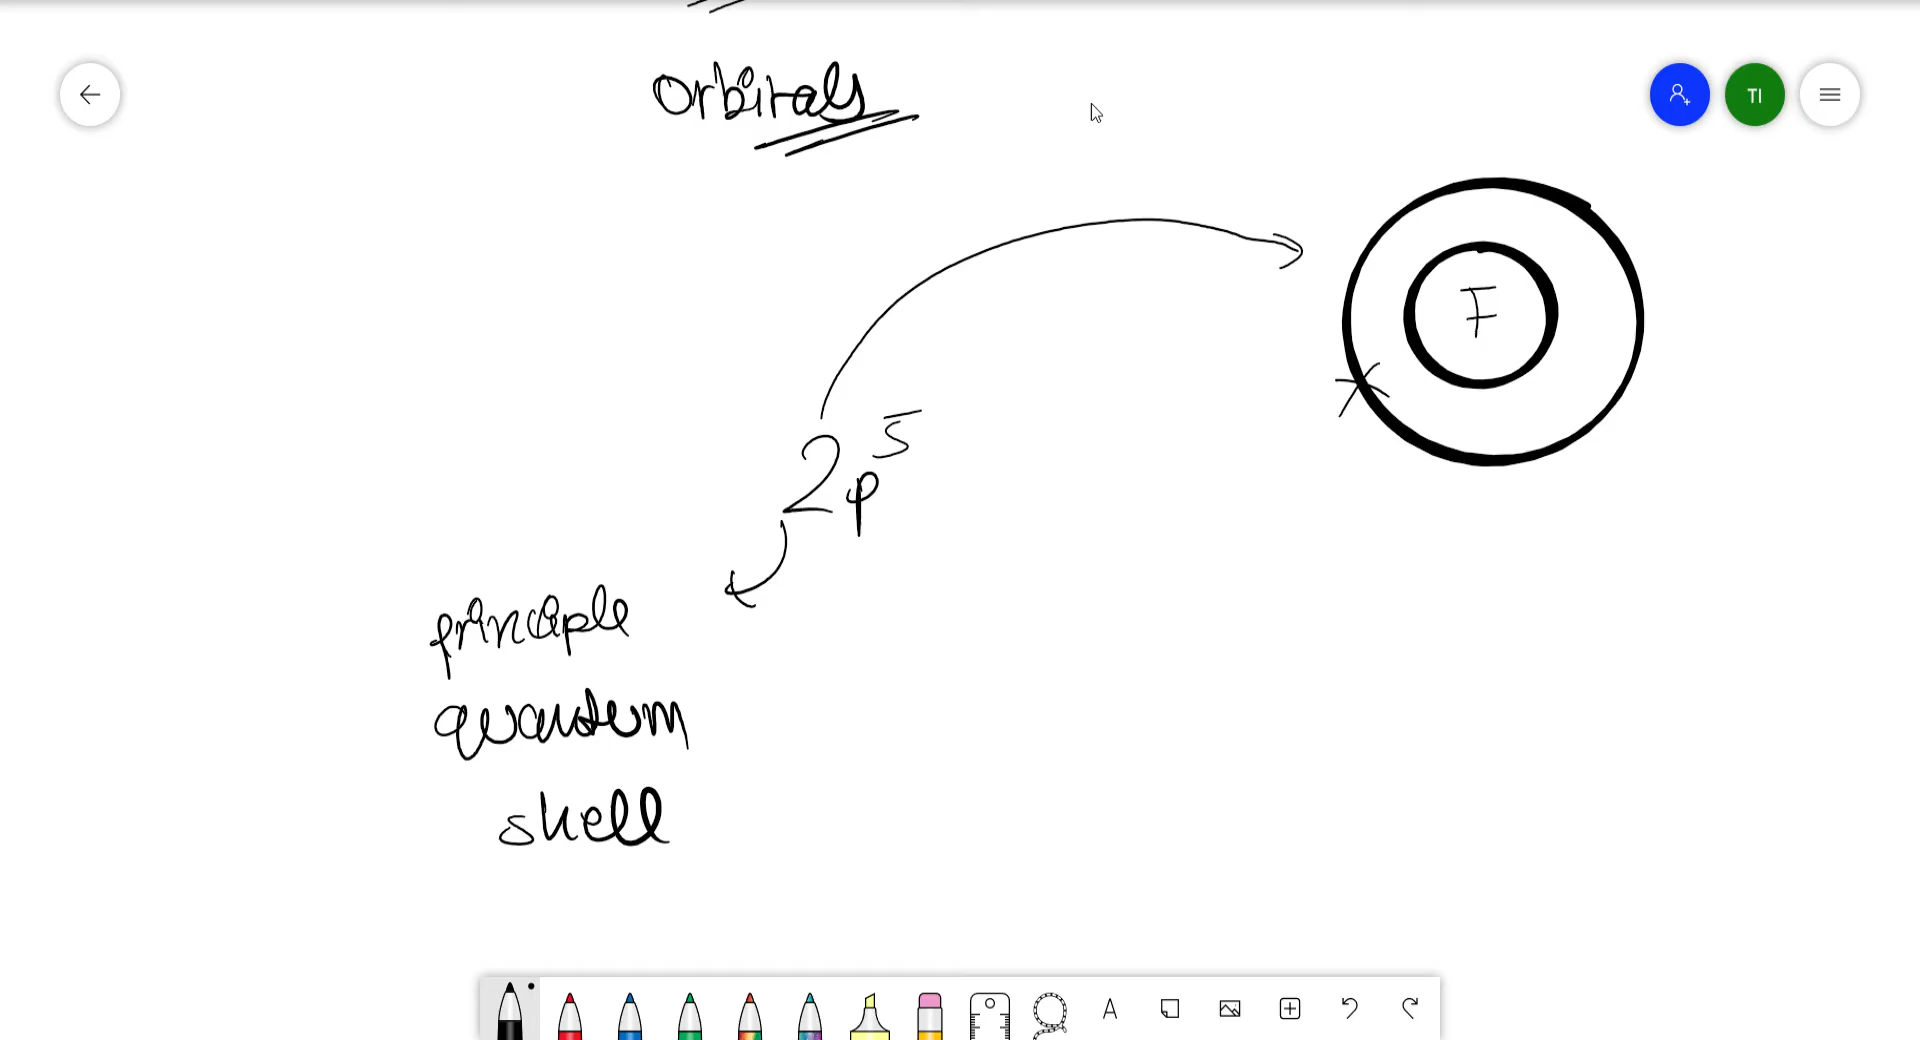 Orbitals
TI
F
2p⁵
principle
quantum
shell
A